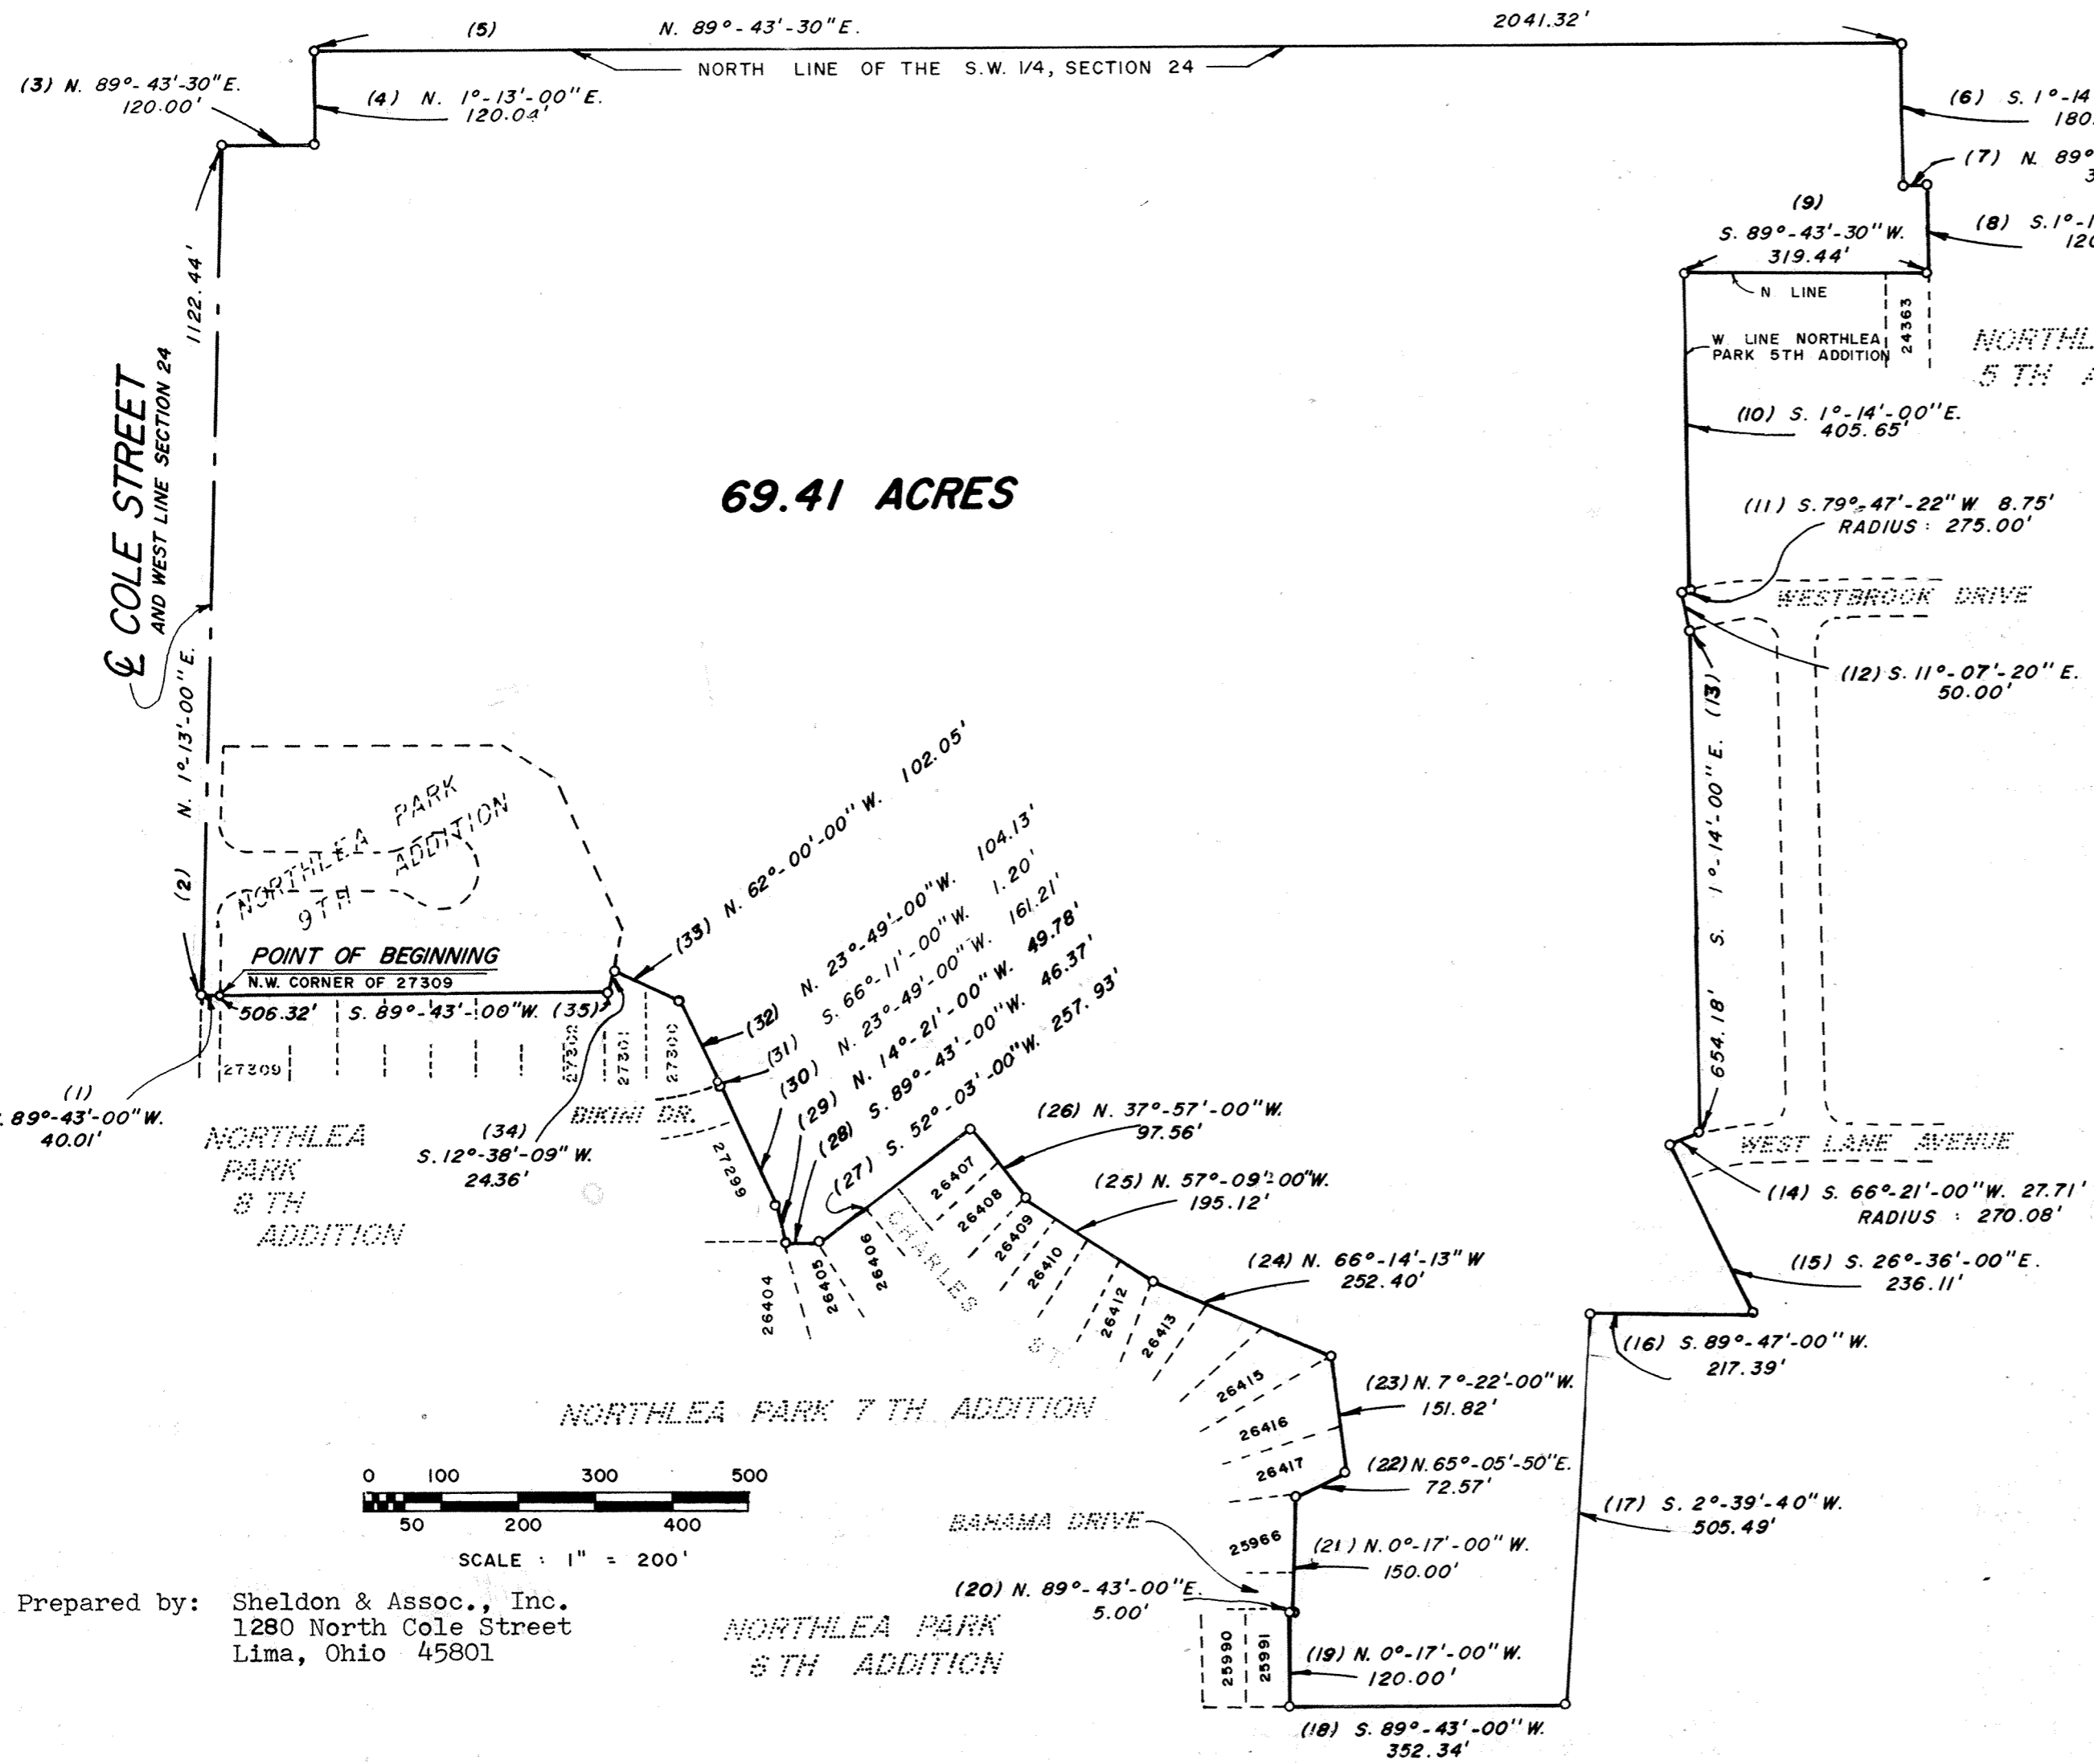 (5) N. 89°-43'-30"E. 2041.32'
NORTH LINE OF THE S.W. 1/4, SECTION 24
(3) N. 89°-43'-30"E.
120.00'
(4) N. 1°-13'-00"E.
120.04'
(6) S. 1°-14
180.
(7) N. 89°
3
(8) S. 1°-1
120
(9)
S. 89°-43'-30"W.
319.44'
N LINE
W. LINE NORTHLEA
PARK 5TH ADDITION
24363
NORTHL
5 TH A
(10) S. 1°-14'-00"E.
405.65'
69.41 ACRES
(11) S. 79°-47'-22"W 8.75'
RADIUS : 275.00'
WESTBROOK DRIVE
(12) S. 11°-07'-20"E.
50.00'
654.18' S. 1°-14'-00"E. (13)
℄ COLE STREET
AND WEST LINE SECTION 24
(2) N. 1°-13'-00"E. 1122.44'
NORTHLEA PARK
9TH ADDITION
POINT OF BEGINNING
N.W. CORNER OF 27309
506.32' S. 89°-43'-00"W. (35)
27309
27302
27301
27300
(1)
. 89°-43'-00"W.
40.01'
NORTHLEA
PARK
8 TH
ADDITION
(34)
S. 12°-38'-09"W.
24.36'
BIKINI DR.
27299
(33) N. 62°-00'-00"W. 102.05'
(32) N. 23°-49'-00"W. 104.13'
(31) S. 66°-11'-00"W. 1.20'
(30) N. 23°-49'-00"W. 161.21'
(29) N. 14°-21'-00"W. 49.78'
(28) S. 89°-43'-00"W. 46.37'
(27) S. 52°-03'-00"W. 257.93'
(26) N. 37°-57'-00"W.
97.56'
(25) N. 57°-09'-00"W.
195.12'
(24) N. 66°-14'-13"W
252.40'
26404
26405
26406
CHARLES ST.
26407
26408
26409
26410
26412
26413
26415
26416
26417
WEST LANE AVENUE
(14) S. 66°-21'-00"W. 27.71'
RADIUS : 270.08'
(15) S. 26°-36'-00"E.
236.11'
(16) S. 89°-47'-00"W.
217.39'
(23) N. 7°-22'-00"W.
151.82'
(22) N. 65°-05'-50"E.
72.57'
(17) S. 2°-39'-40"W.
505.49'
NORTHLEA PARK 7 TH ADDITION
BAHAMA DRIVE
25966
(21) N. 0°-17'-00"W.
150.00'
(20) N. 89°-43'-00"E.
5.00'
NORTHLEA PARK
6 TH ADDITION
25990
25991
(19) N. 0°-17'-00"W.
120.00'
(18) S. 89°-43'-00"W.
352.34'
0 100 300 500
50 200 400
SCALE : 1" = 200'
Prepared by: Sheldon & Assoc., Inc.
1280 North Cole Street
Lima, Ohio 45801